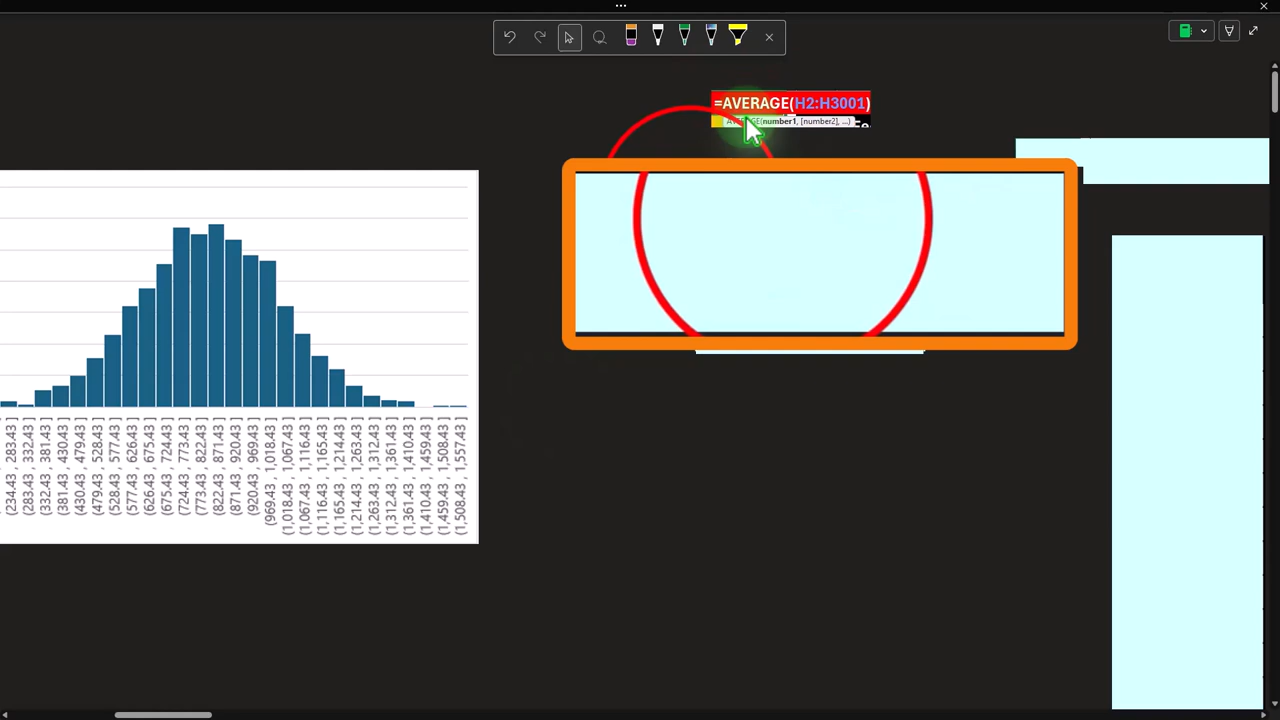 =AVERAGE(H2:H3001)
AVERAGE(number1, [number2], ...)
(234.43 , 283.43 ]
(283.43 , 332.43 ]
(332.43 , 381.43 ]
(381.43 , 430.43 ]
(430.43 , 479.43 ]
(479.43 , 528.43 ]
(528.43 , 577.43 ]
(577.43 , 626.43 ]
(626.43 , 675.43 ]
(675.43 , 724.43 ]
(724.43 , 773.43 ]
(773.43 , 822.43 ]
(822.43 , 871.43 ]
(871.43 , 920.43 ]
(920.43 , 969.43 ]
(969.43 , 1,018.43 ]
(1,018.43 , 1,067.43 ]
(1,067.43 , 1,116.43 ]
(1,116.43 , 1,165.43 ]
(1,165.43 , 1,214.43 ]
(1,214.43 , 1,263.43 ]
(1,263.43 , 1,312.43 ]
(1,312.43 , 1,361.43 ]
(1,361.43 , 1,410.43 ]
(1,410.43 , 1,459.43 ]
(1,459.43 , 1,508.43 ]
(1,508.43 , 1,557.43 ]